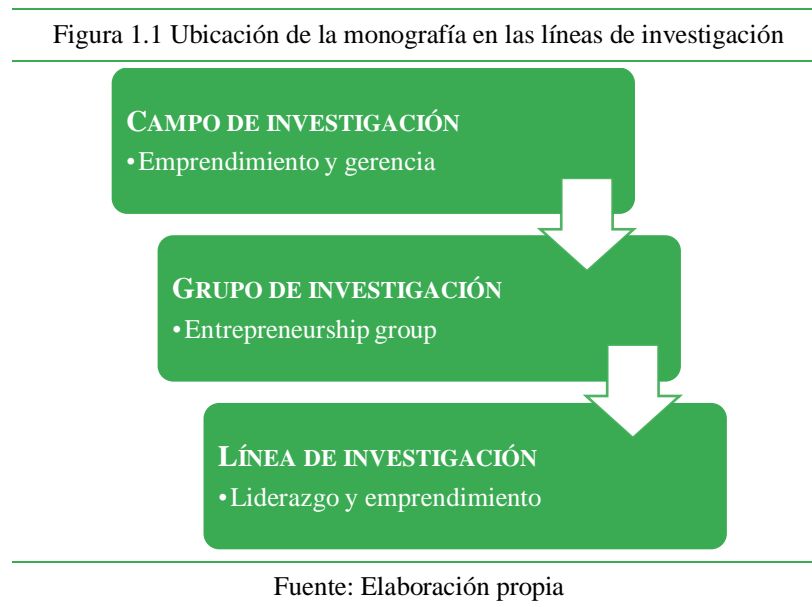 Figura 1.1 Ubicación de la monografía en las líneas de investigación
CAMPO DE INVESTIGACIÓN
•Emprendimiento y gerencia
GRUPO DE INVESTIGACIÓN
•Entrepreneurship group
LÍNEA DE INVESTIGACIÓN
•Liderazgo y emprendimiento
Fuente: Elaboración propia